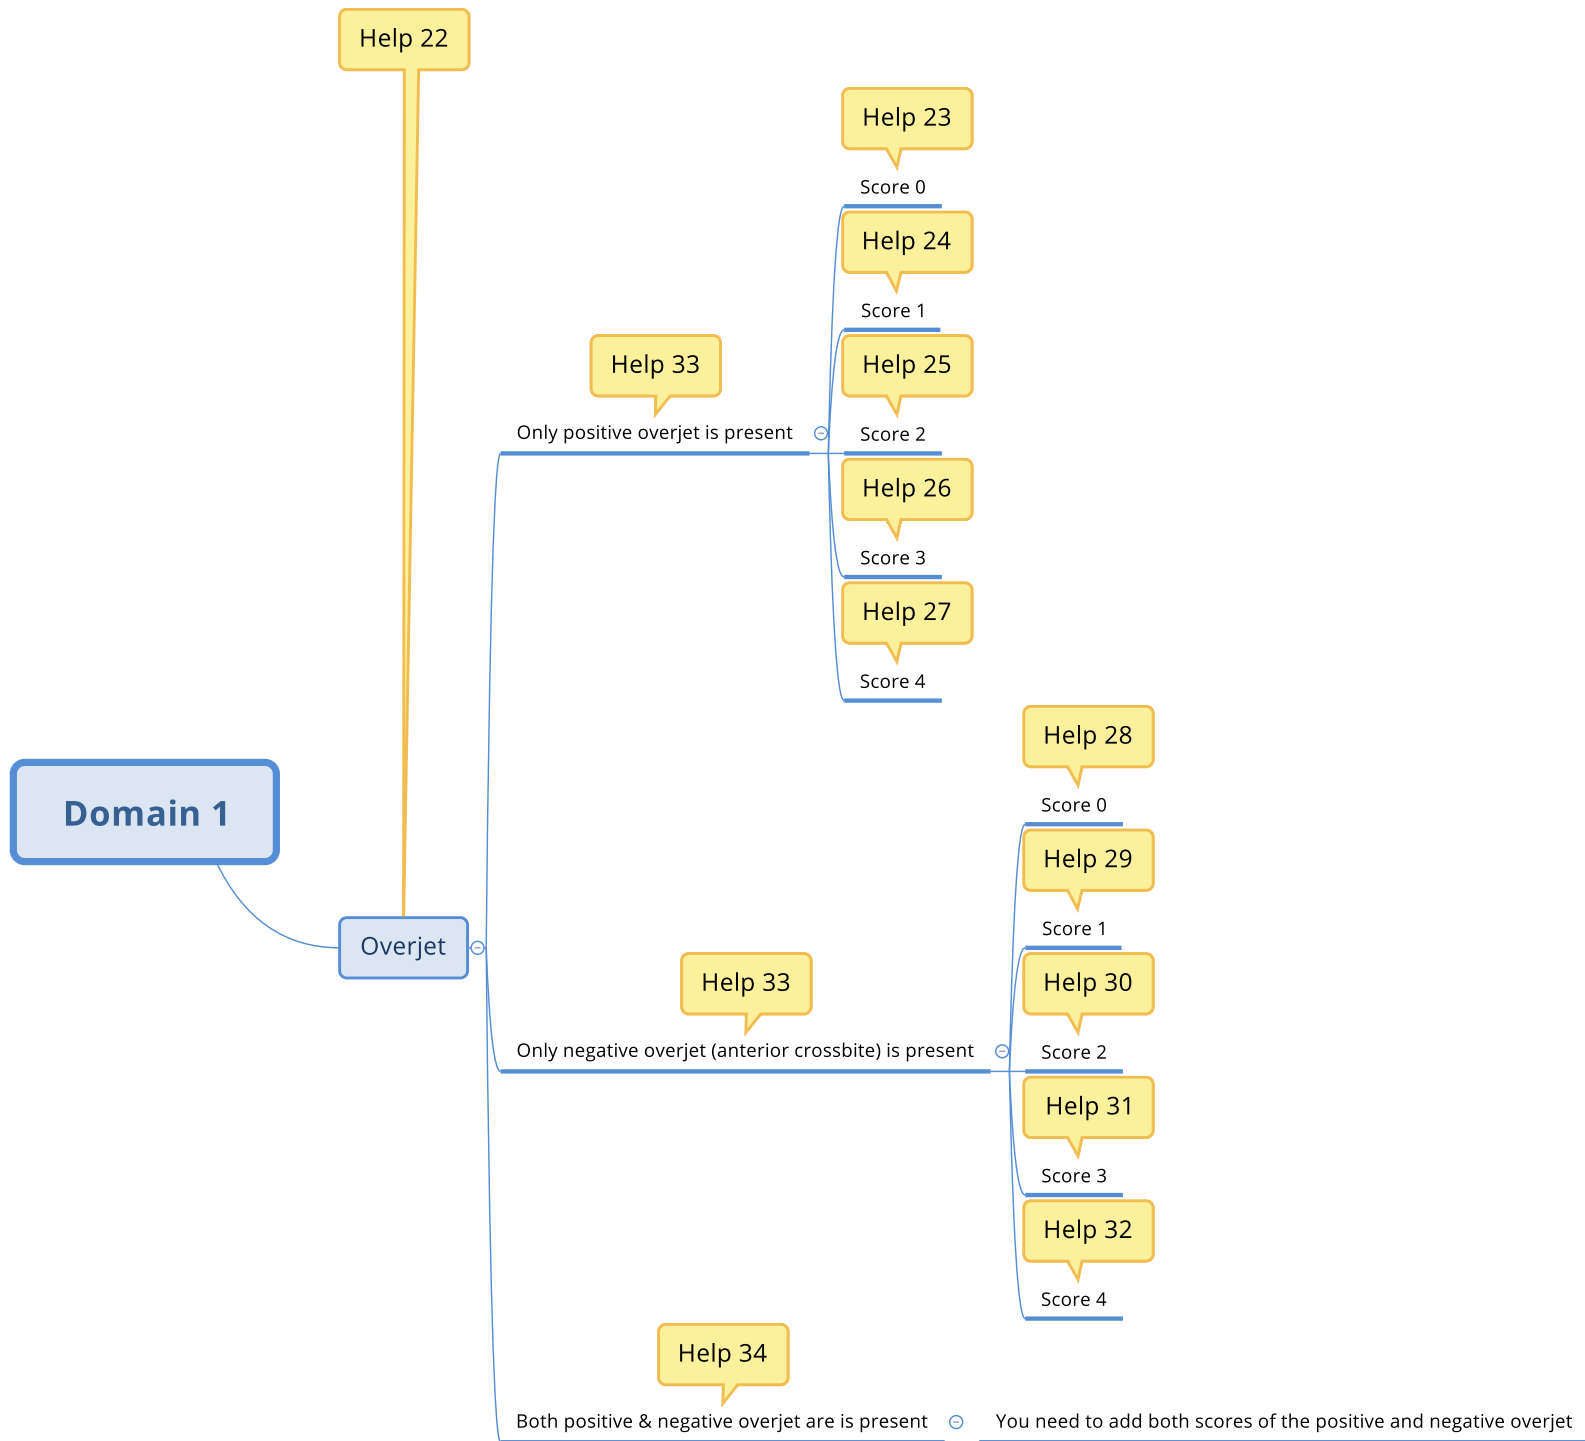 Help 22
Help 23
Score 0
Help 24
Score 1
Help 33
Help 25
Only positive overjet is present
Score 2
Help 26
Score 3
Help 27
Score 4
Domain 1
Overjet
Help 28
Score 0
Help 29
Score 1
Help 33
Help 30
Only negative overjet (anterior crossbite) is present
Score 2
Help 31
Score 3
Help 32
Score 4
Help 34
Both positive & negative overjet are is present
You need to add both scores of the positive and negative overjet